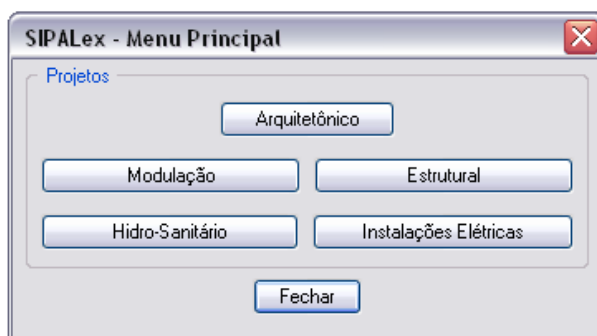 SIPALex - Menu Principal
Projetos
Arquitetônico
Modulação Estrutural
Hidro-Sanitário Instalações Elétricas
Fechar